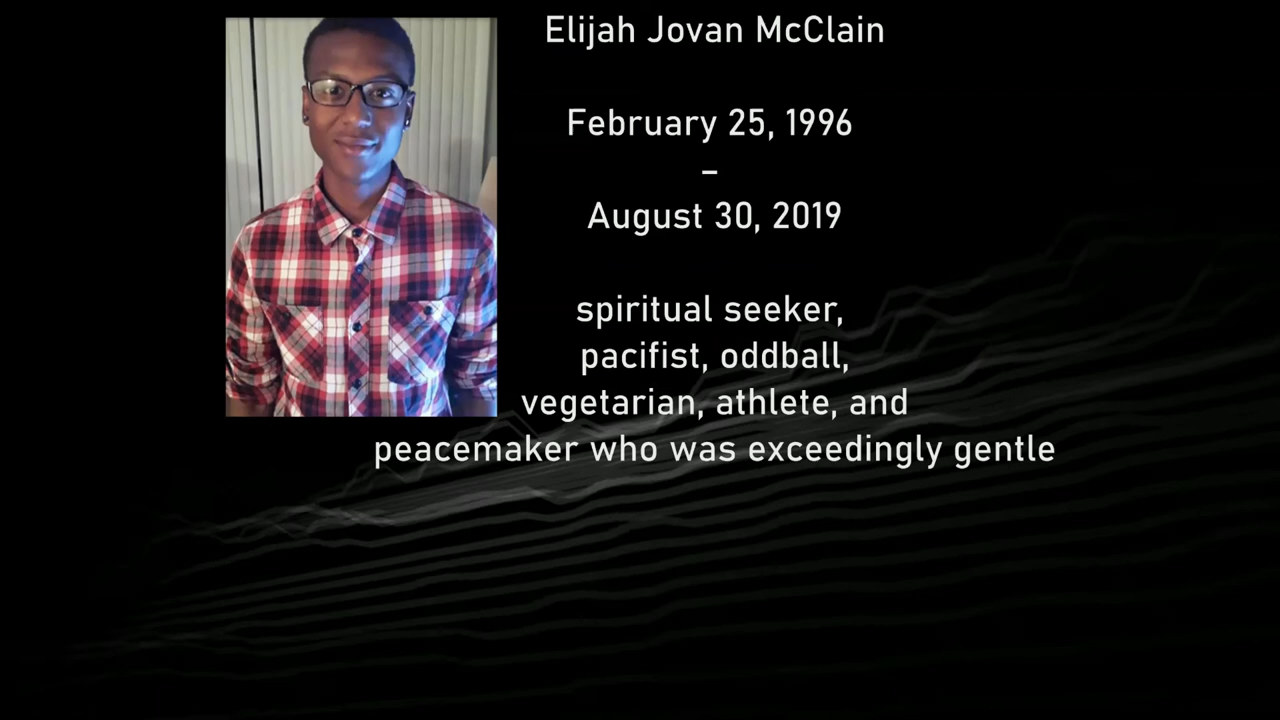 Elijah Jovan McClain
February 25, 1996
–
August 30, 2019
spiritual seeker,
pacifist, oddball,
vegetarian, athlete, and
peacemaker who was exceedingly gentle